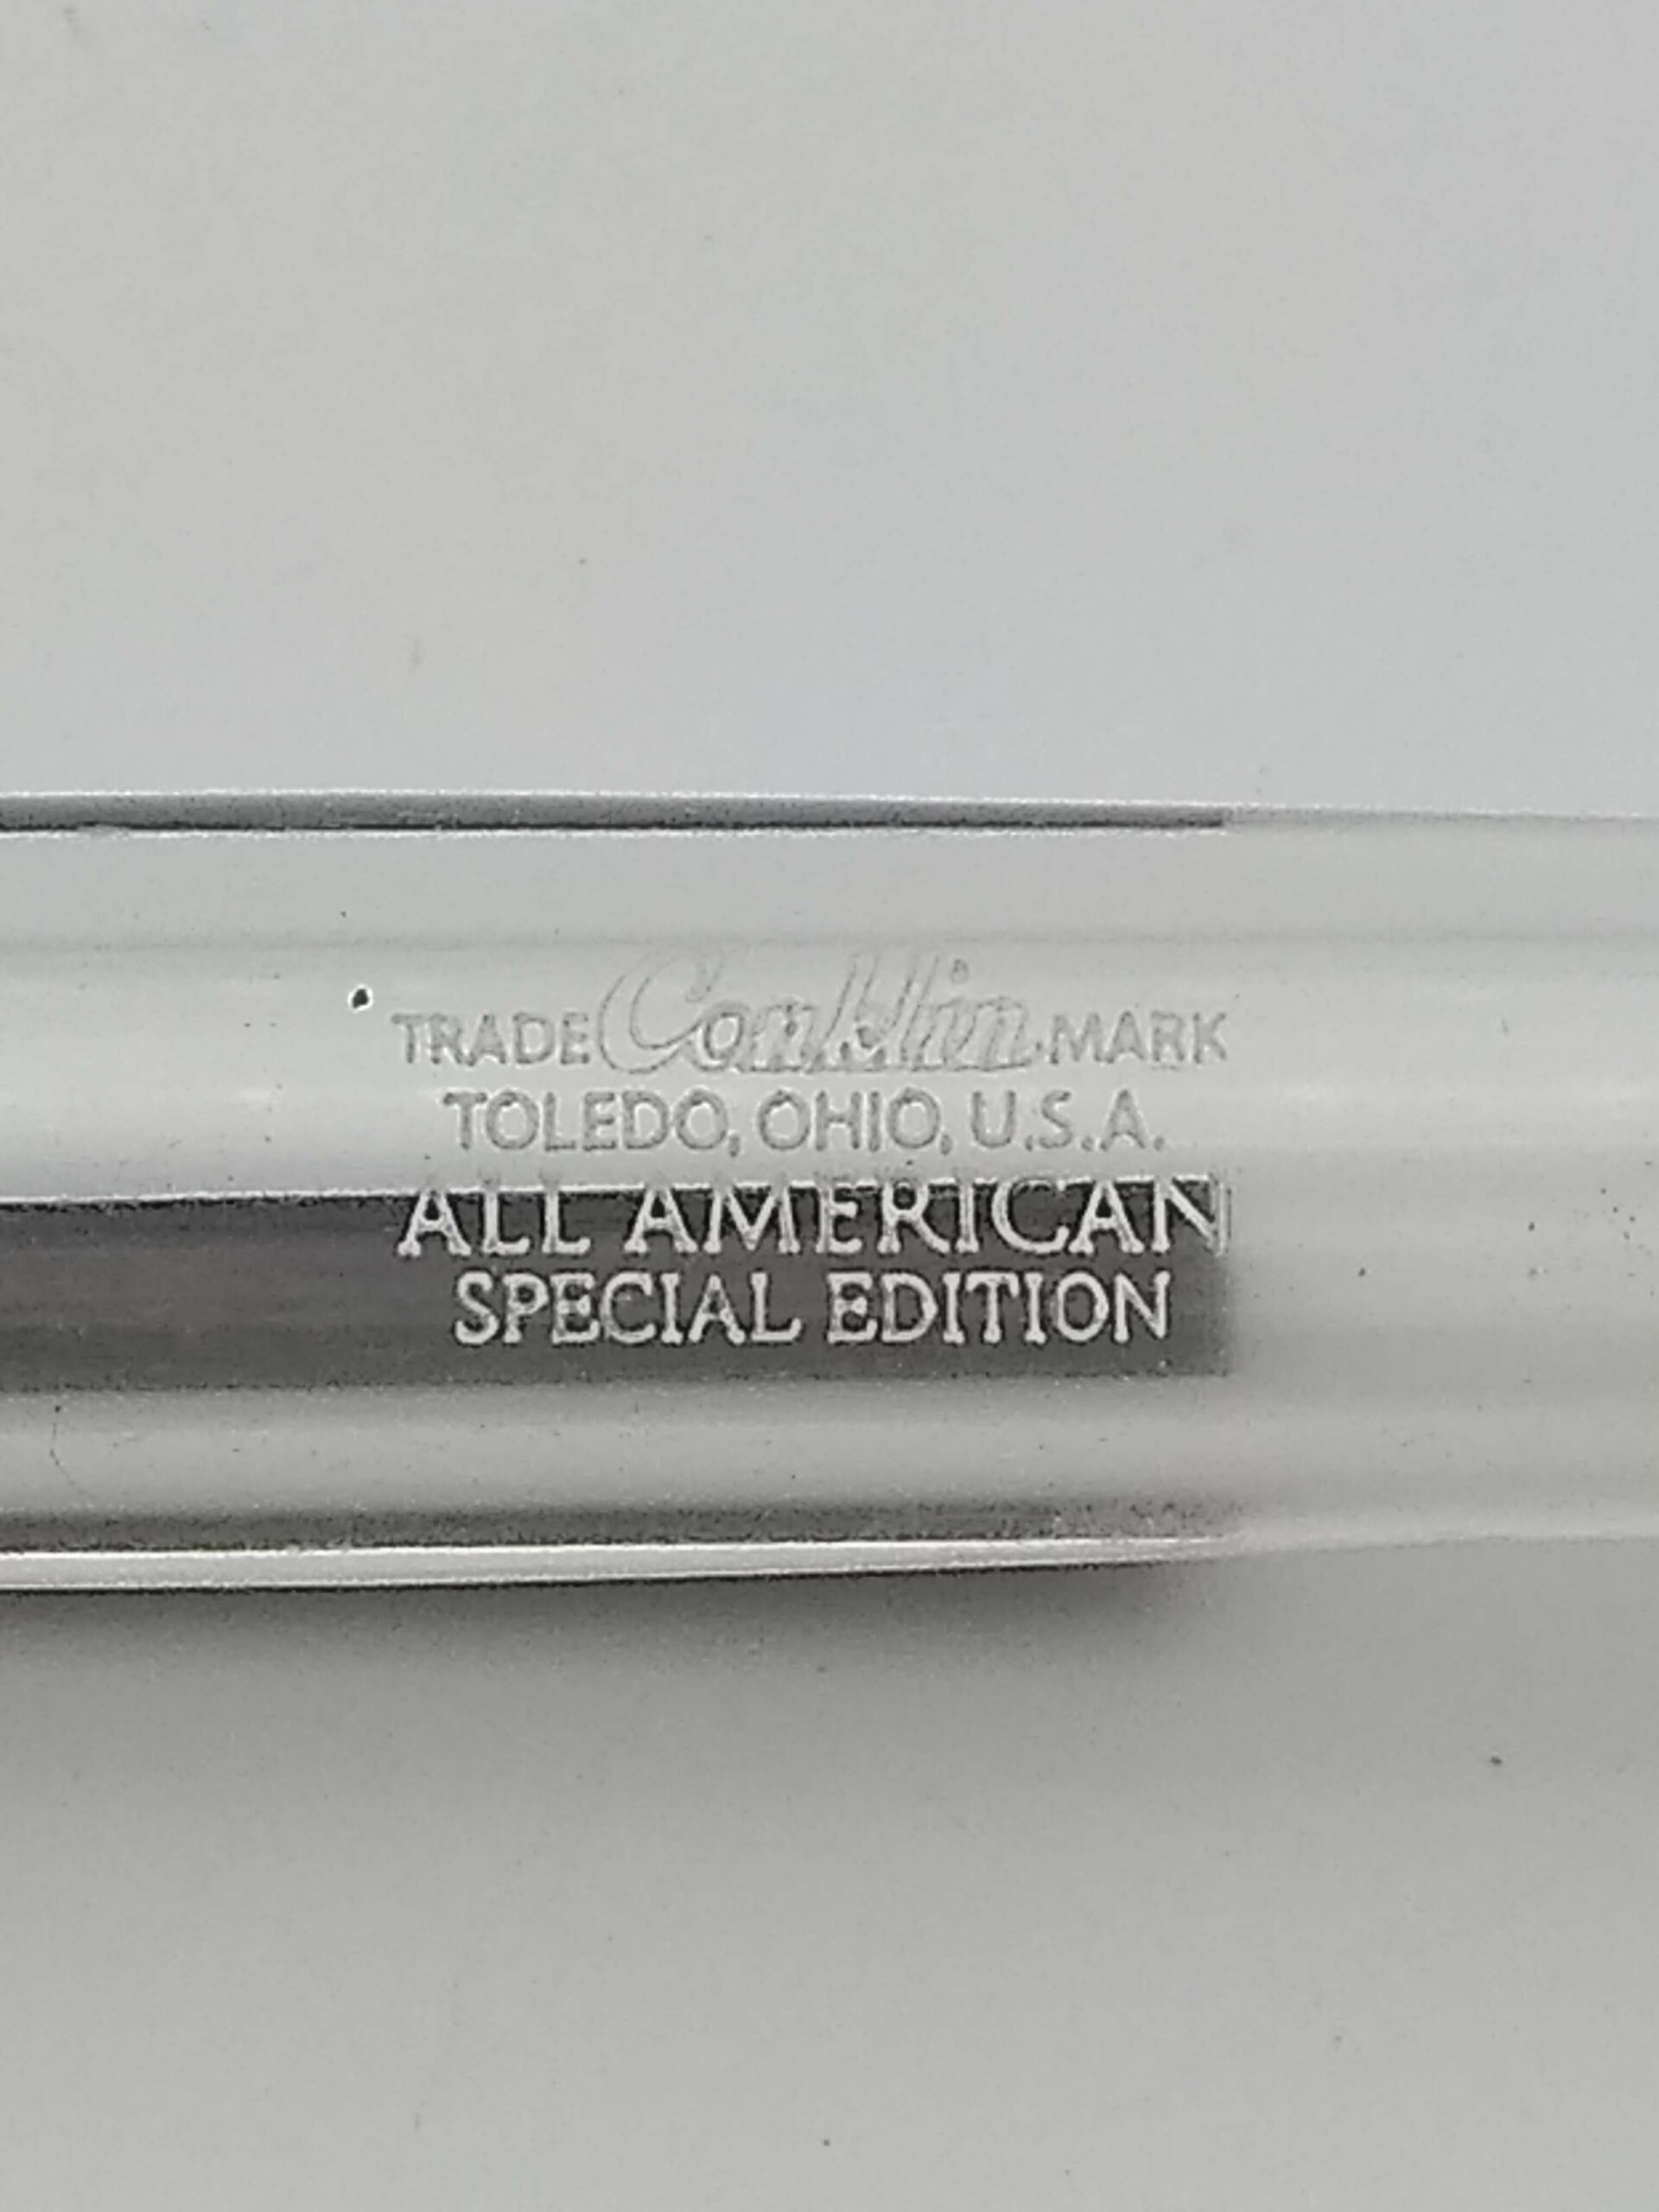 TRADE Conklin MARK
TOLEDO, OHIO, U.S.A.
ALL AMERICAN
SPECIAL EDITION